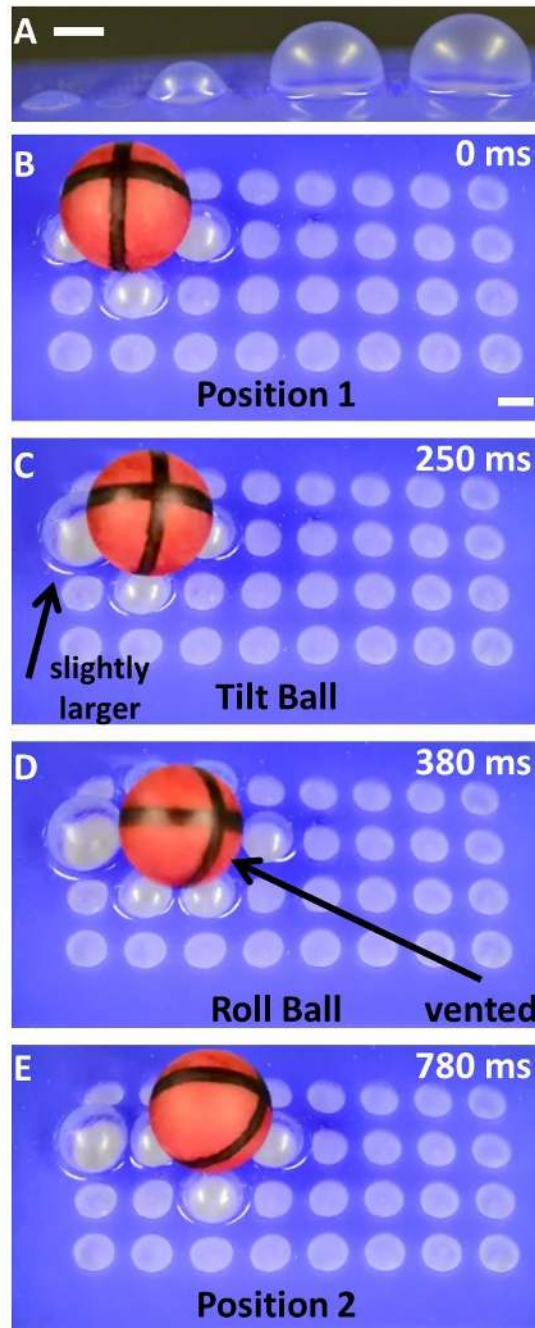 A
B
0 ms
Position 1
C
250 ms
slightly
larger
Tilt Ball
D
380 ms
Roll Ball
vented
E
780 ms
Position 2